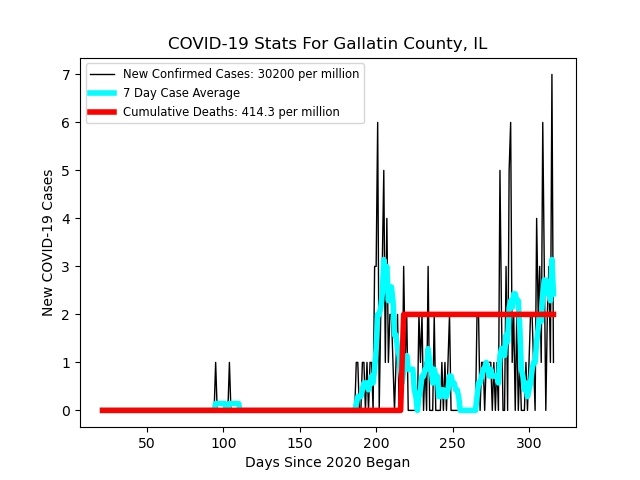 COVID-19 Stats For Gallatin County, IL
New Confirmed Cases: 30200 per million
7 Day Case Average
Cumulative Deaths: 414.3 per million
New COVID-19 Cases
7
6
5
4
3
2
1
0
50 100 150 200 250 300
Days Since 2020 Began